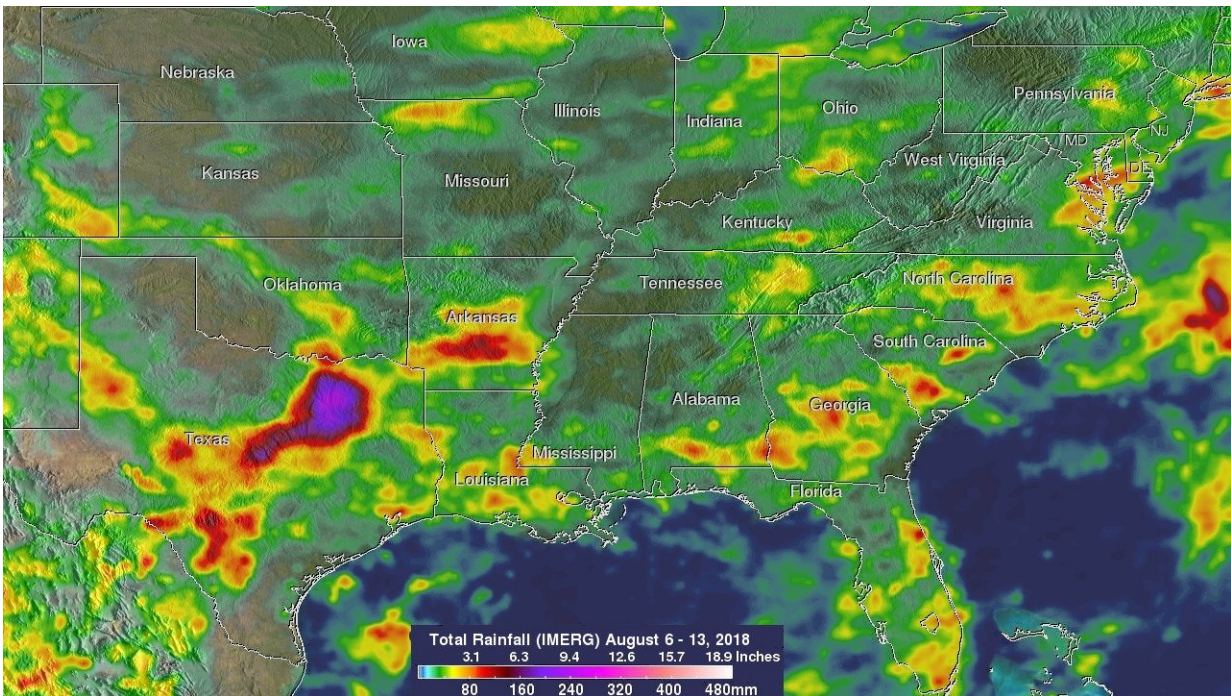 Iowa
Nebraska
Illinois
Indiana
Ohio
Pennsylvania
NJ
MD
DE
West Virginia
Kansas
Missouri
Kentucky
Virginia
Oklahoma
Tennessee
North Carolina
Arkansas
South Carolina
Alabama
Georgia
Texas
Mississippi
Louisiana
Florida
Total Rainfall (IMERG) August 6 - 13, 2018
3.1 6.3 9.4 12.6 15.7 18.9 Inches
80 160 240 320 400 480mm